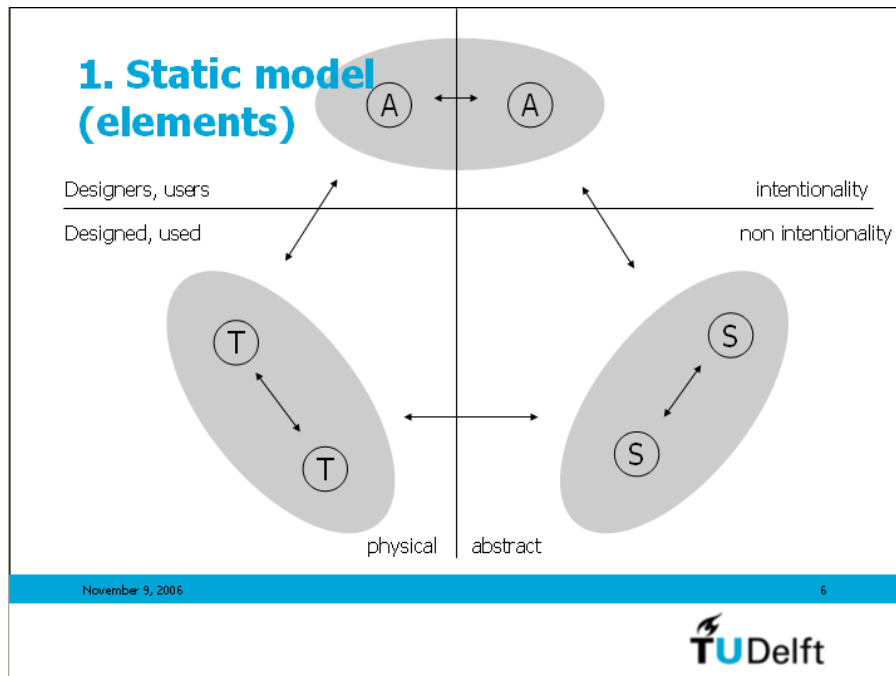 1. Static model
(elements)
A A
Designers, users
intentionality
Designed, used
non intentionality
T
S
T
S
physical
abstract
November 9, 2006
6
TUDelft